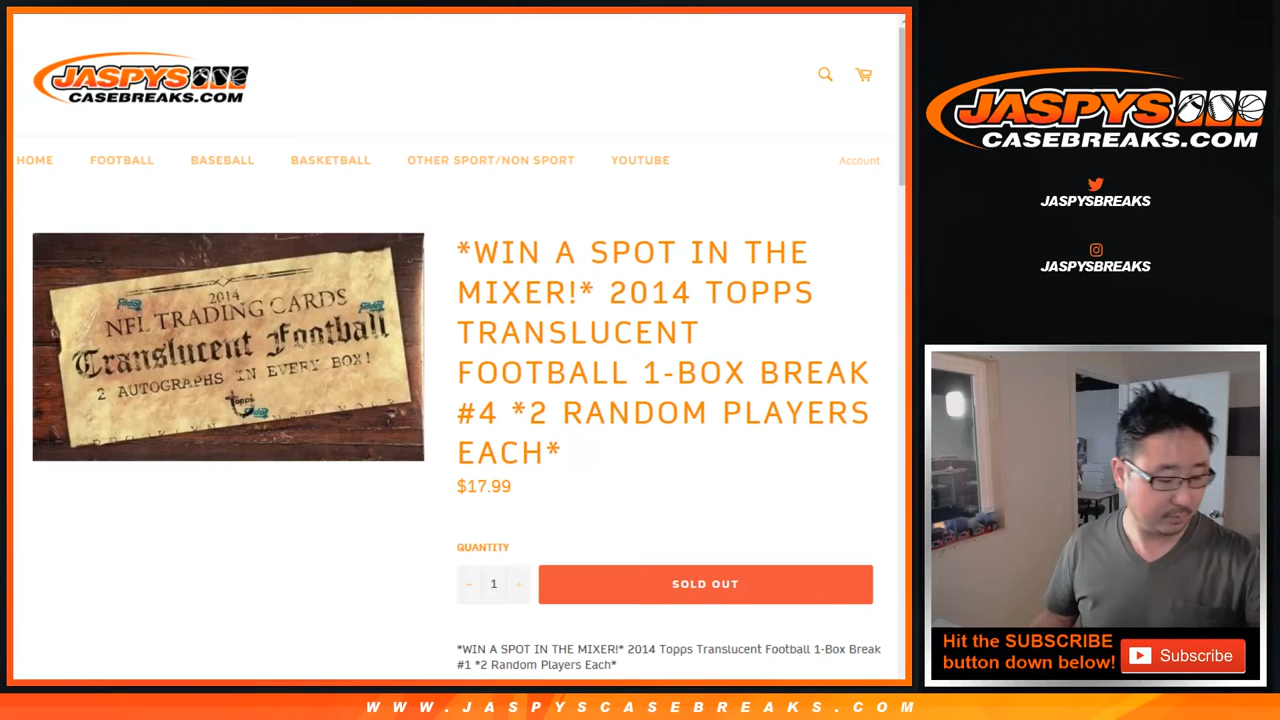 JASPYS
CASEBREAKS.COM
HOME
FOOTBALL
BASEBALL
BASKETBALL
OTHER SPORT/NON SPORT
YOUTUBE
Account
2014
NFL TRADING CARDS
Translucent Football
2 AUTOGRAPHS IN EVERY BOX!
Topps
*WIN A SPOT IN THE
MIXER!* 2014 TOPPS
TRANSLUCENT
FOOTBALL 1-BOX BREAK
#4 *2 RANDOM PLAYERS
EACH*
$17.99
QUANTITY
− 1 +
SOLD OUT
*WIN A SPOT IN THE MIXER!* 2014 Topps Translucent Football 1-Box Break
#1 *2 Random Players Each*
JASPYS
CASEBREAKS.COM
JASPYSBREAKS
JASPYSBREAKS
Hit the SUBSCRIBE
button down below!
Subscribe
WWW.JASPYSCASEBREAKS.COM